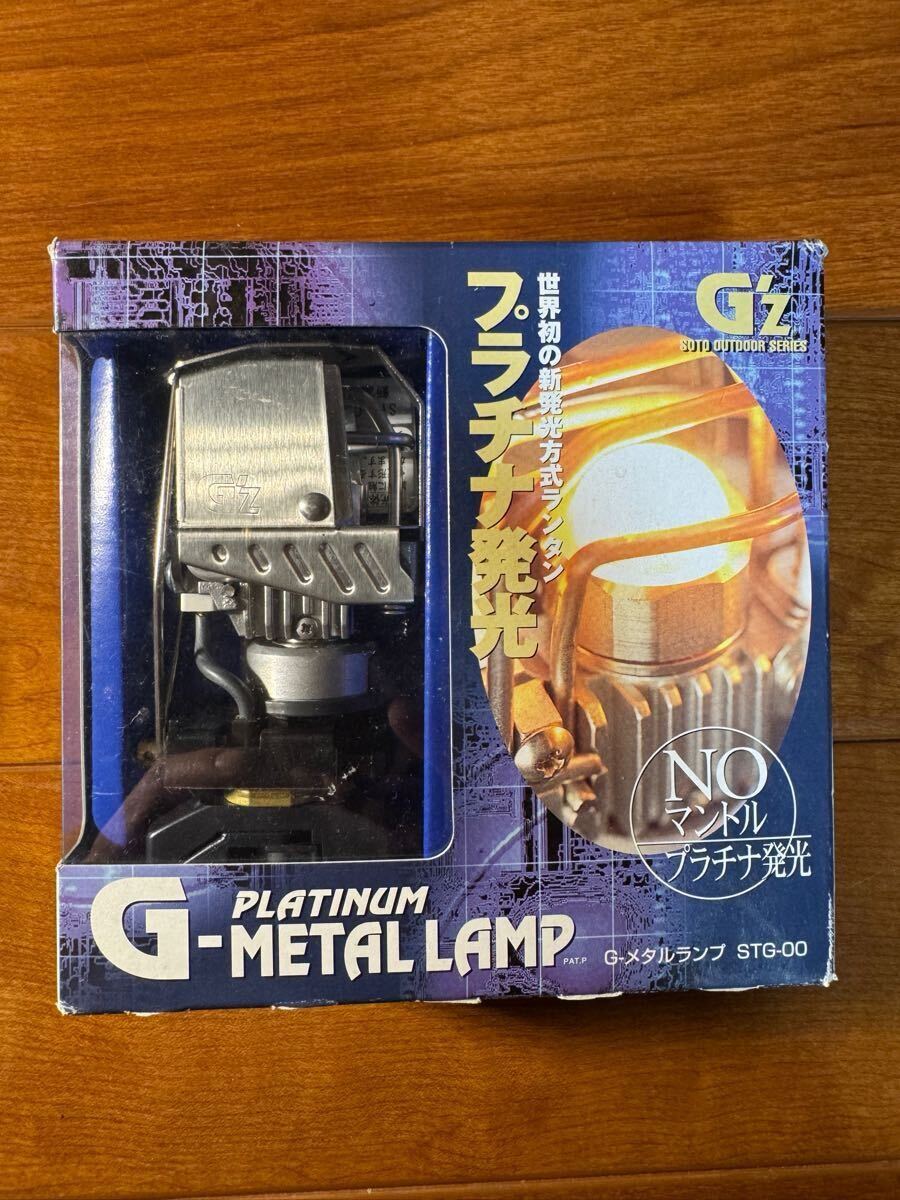 世界初の新発光方式ランタン
プラチナ発光
G'z
SOTO OUTDOOR SERIES
G'z
NO
マントル
プラチナ発光
PLATINUM
G-METAL LAMP
PAT.P
G-メタルランプ STG-00